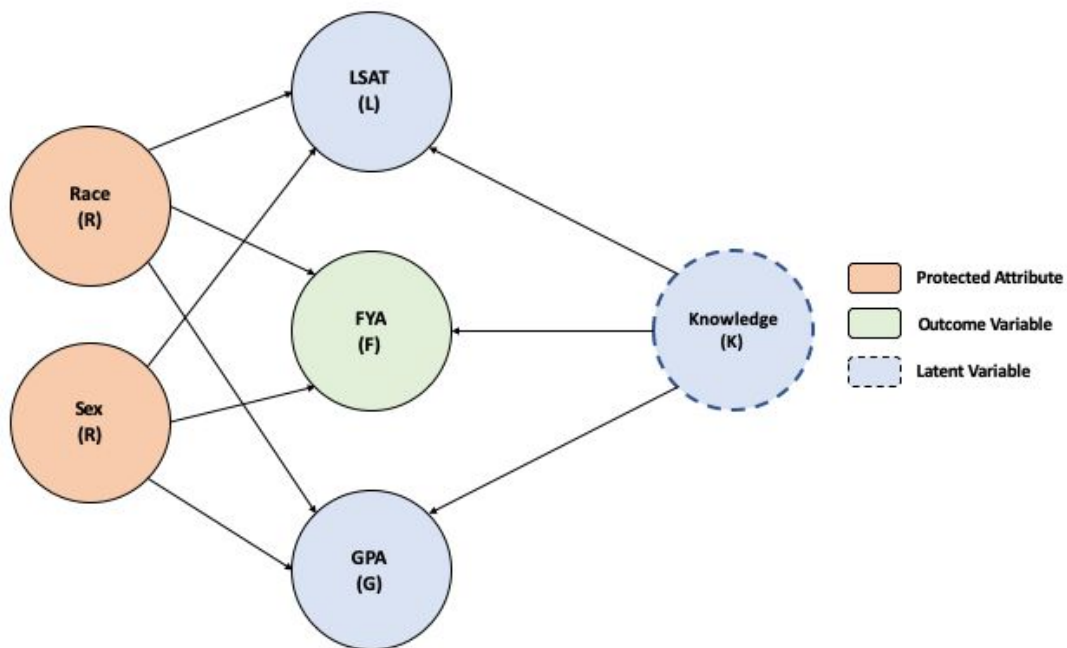 LSAT
(L)
Race
(R)
FYA
(F)
Knowledge
(K)
Sex
(R)
GPA
(G)
Protected Attribute
Outcome Variable
Latent Variable